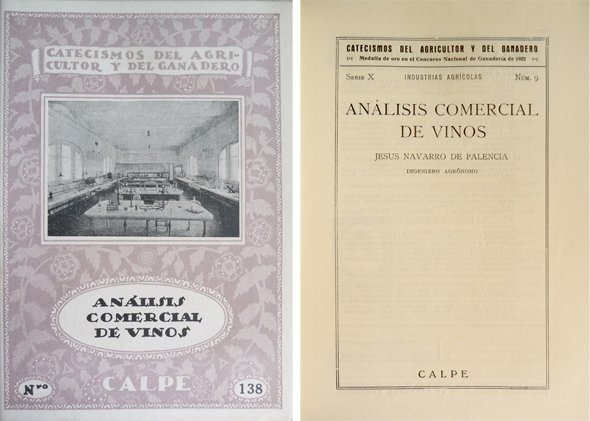 CATECISMOS DEL AGRI-
CULTOR Y DEL GANADERO
ANÁLISIS
COMERCIAL
DE VINOS
Nro
CALPE
138
CATECISMOS DEL AGRICULTOR Y DEL GANADERO
Medalla de oro en el Concurso Nacional de Ganadería de 1922
SERIE X INDUSTRIAS AGRÍCOLAS NÚM. 9
ANÁLISIS COMERCIAL
DE VINOS
JESUS NAVARRO DE PALENCIA
INGENIERO AGRÓNOMO
CALPE